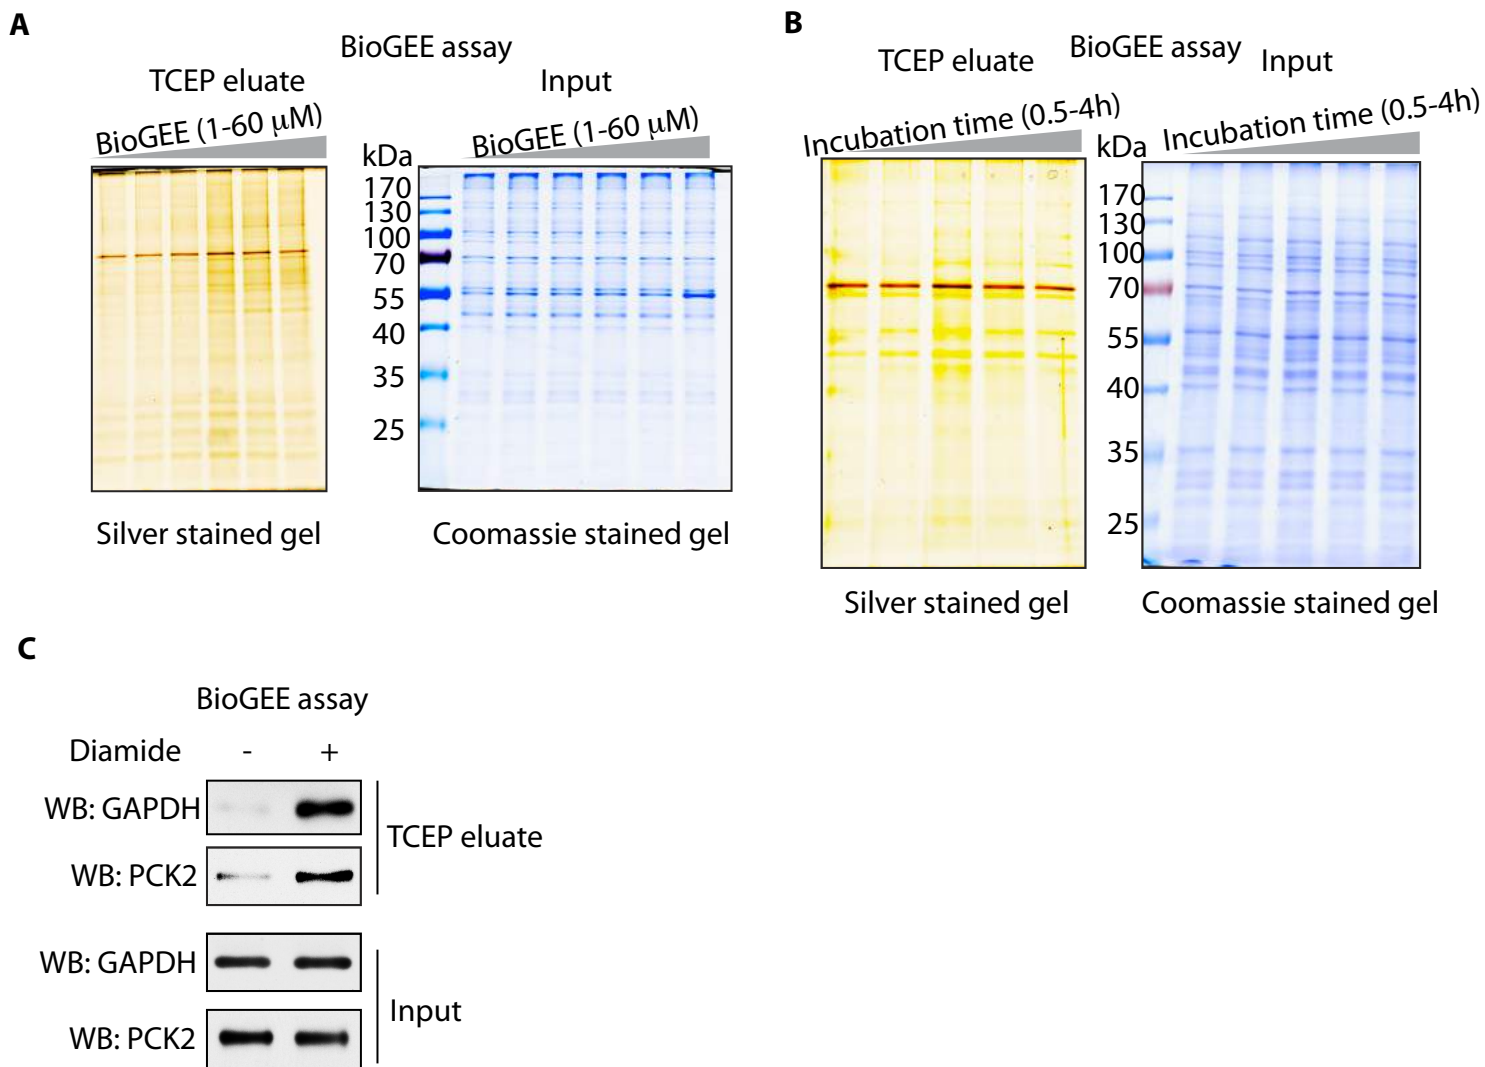 A
BioGEE assay
TCEP eluate
Input
BioGEE (1-60 μM)
BioGEE (1-60 μM)
kDa
170
130
100
70
55
40
35
25
Silver stained gel
Coomassie stained gel
B
BioGEE assay
TCEP eluate
Input
Incubation time (0.5-4h)
Incubation time (0.5-4h)
kDa
170
130
100
70
55
40
35
25
Silver stained gel
Coomassie stained gel
C
BioGEE assay
Diamide - +
WB: GAPDH
WB: PCK2
TCEP eluate
WB: GAPDH
WB: PCK2
Input